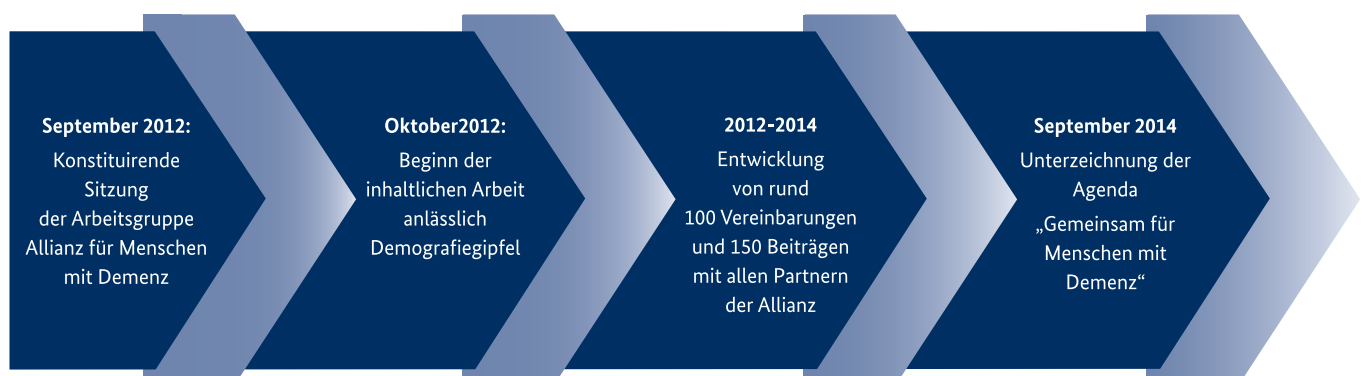 September 2012:
Konstituirende
Sitzung
der Arbeitsgruppe
Allianz für Menschen
mit Demenz
Oktober2012:
Beginn der
inhaltlichen Arbeit
anlässlich
Demografiegipfel
2012-2014
Entwicklung
von rund
100 Vereinbarungen
und 150 Beiträgen
mit allen Partnern
der Allianz
September 2014
Unterzeichnung der
Agenda
„Gemeinsam für
Menschen mit
Demenz“